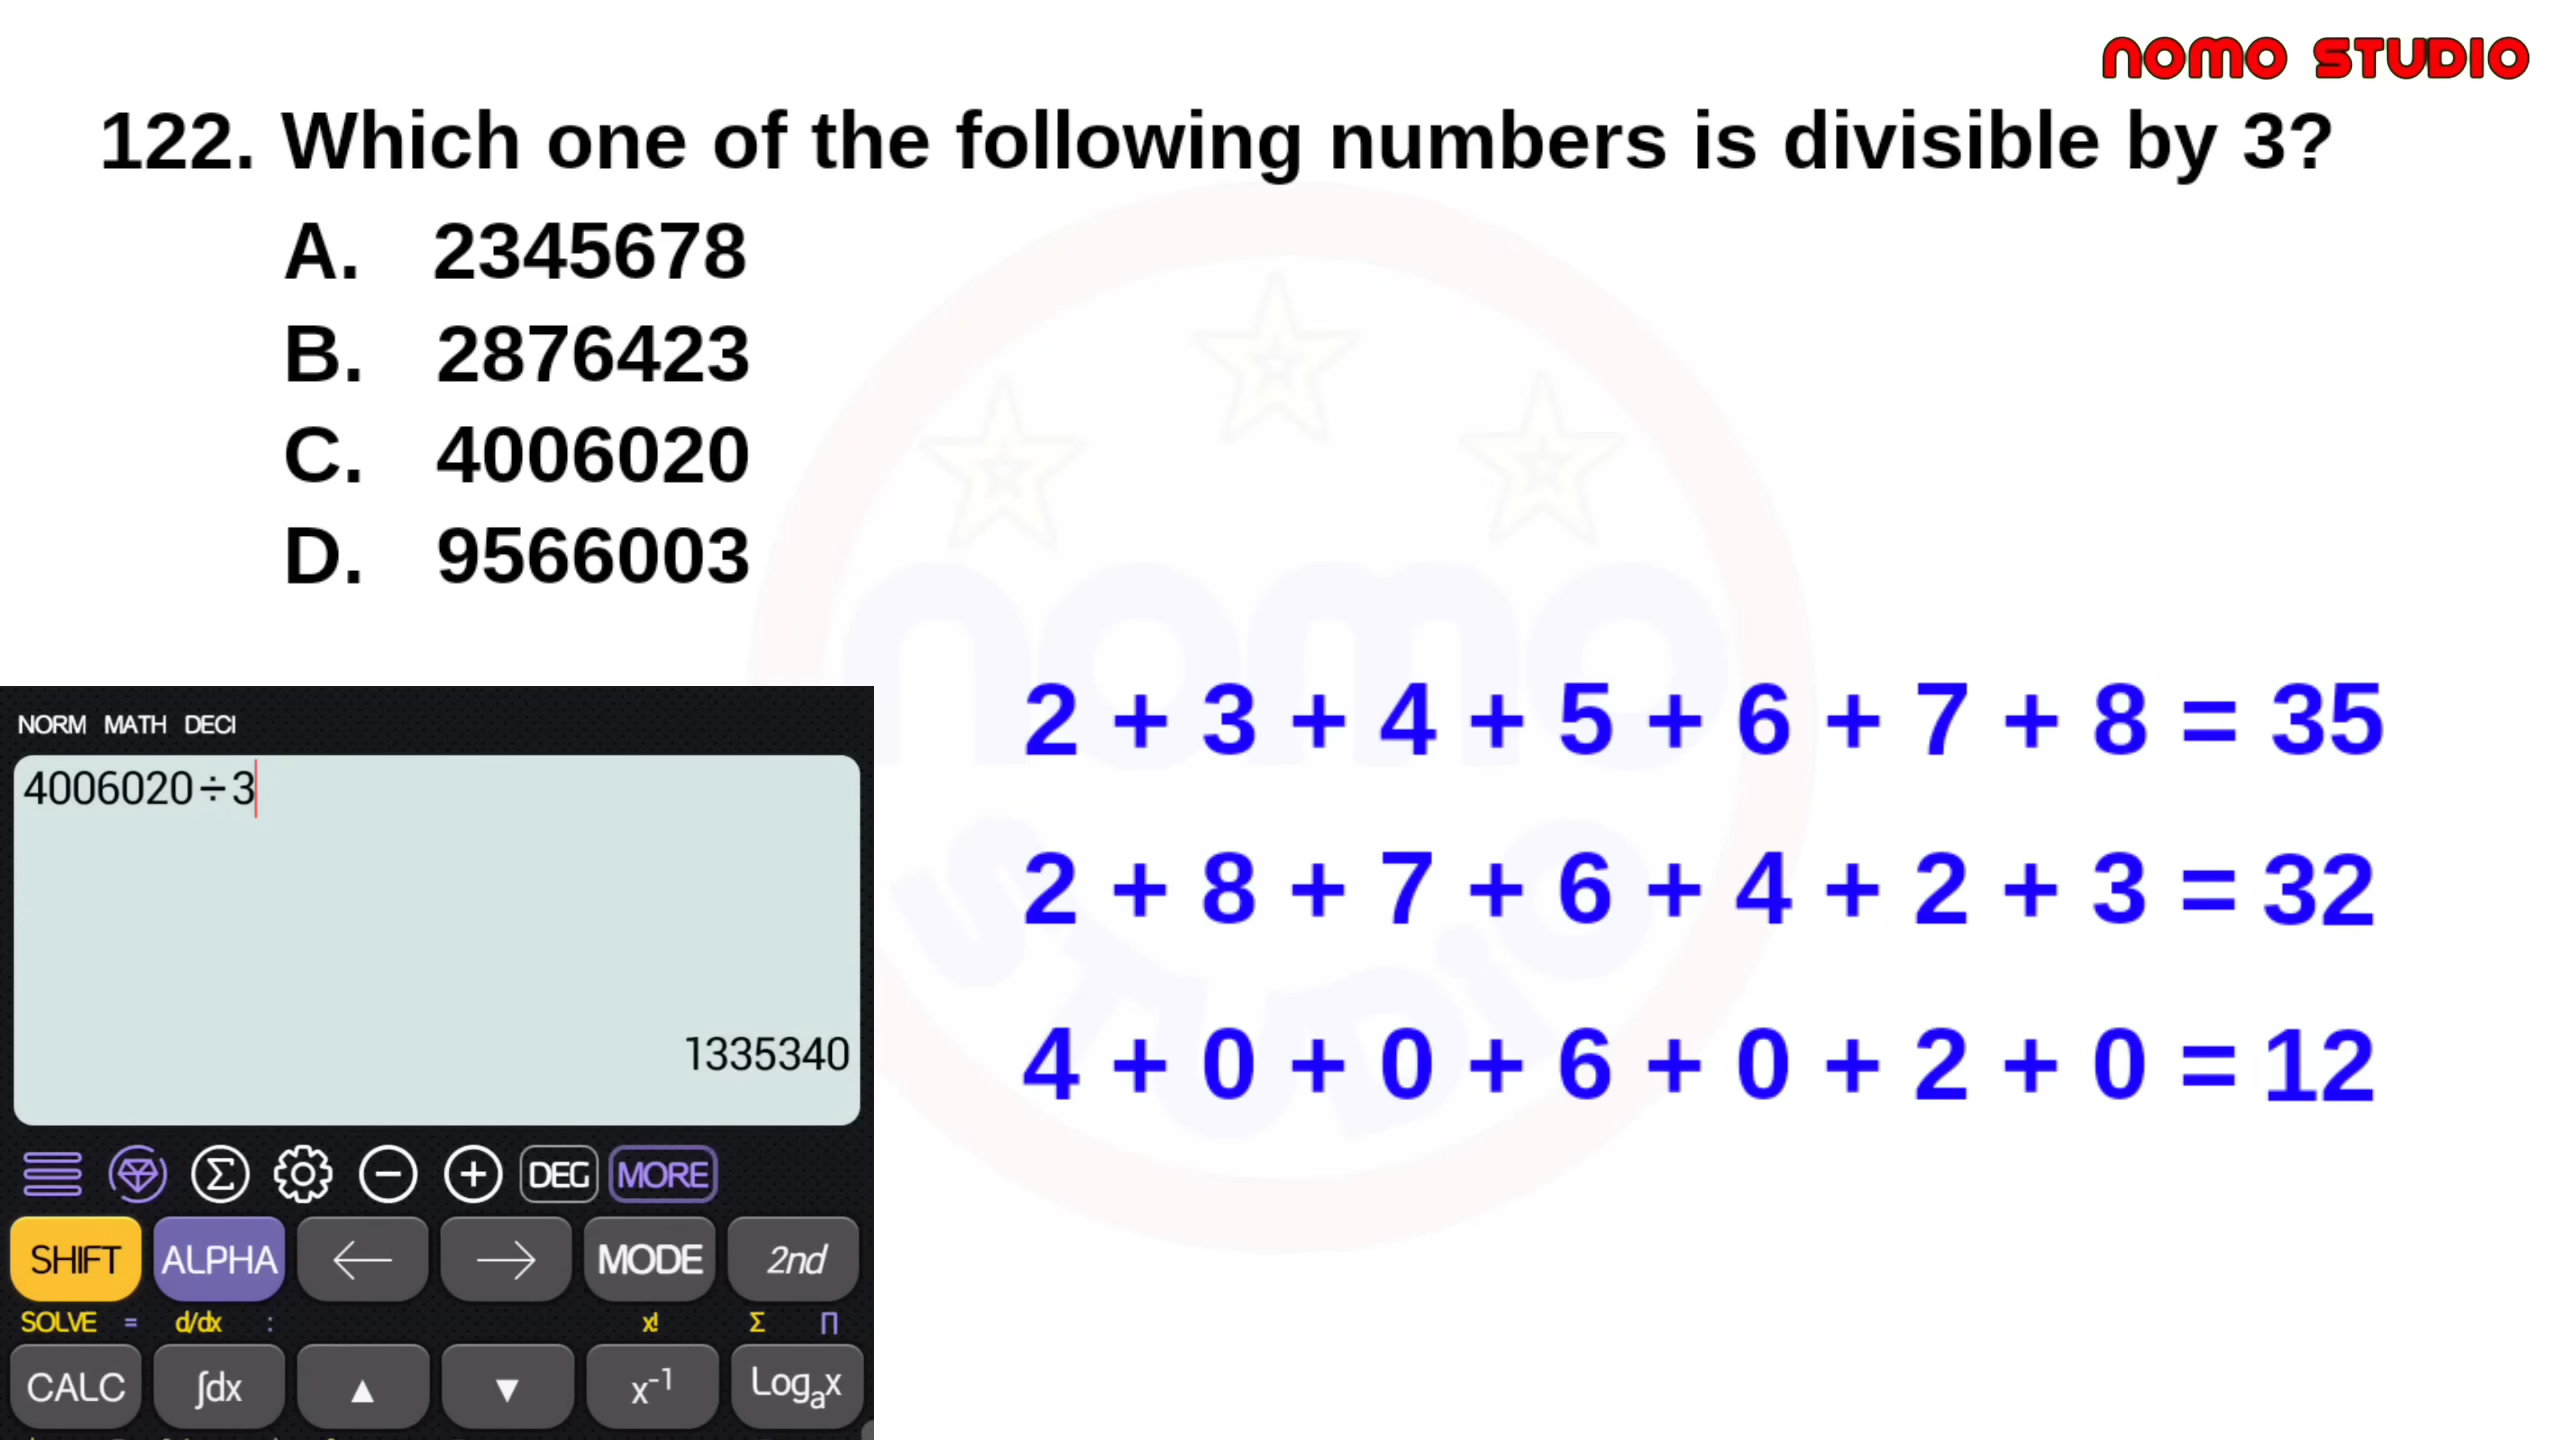 NOMO STUDIO
122. Which one of the following numbers is divisible by 3?
A. 2345678
B. 2876423
C. 4006020
D. 9566003
nomo
STUDIO
2 + 3 + 4 + 5 + 6 + 7 + 8 = 35
2 + 8 + 7 + 6 + 4 + 2 + 3 = 32
4 + 0 + 0 + 6 + 0 + 2 + 0 = 12
NORM MATH DECI
4006020÷3
1335340
Σ − + DEG MORE
SHIFT ALPHA ← → MODE 2nd
SOLVE = d/dx : x! Σ Π
CALC ∫dx ▲ ▼ x⁻¹ Logₐx